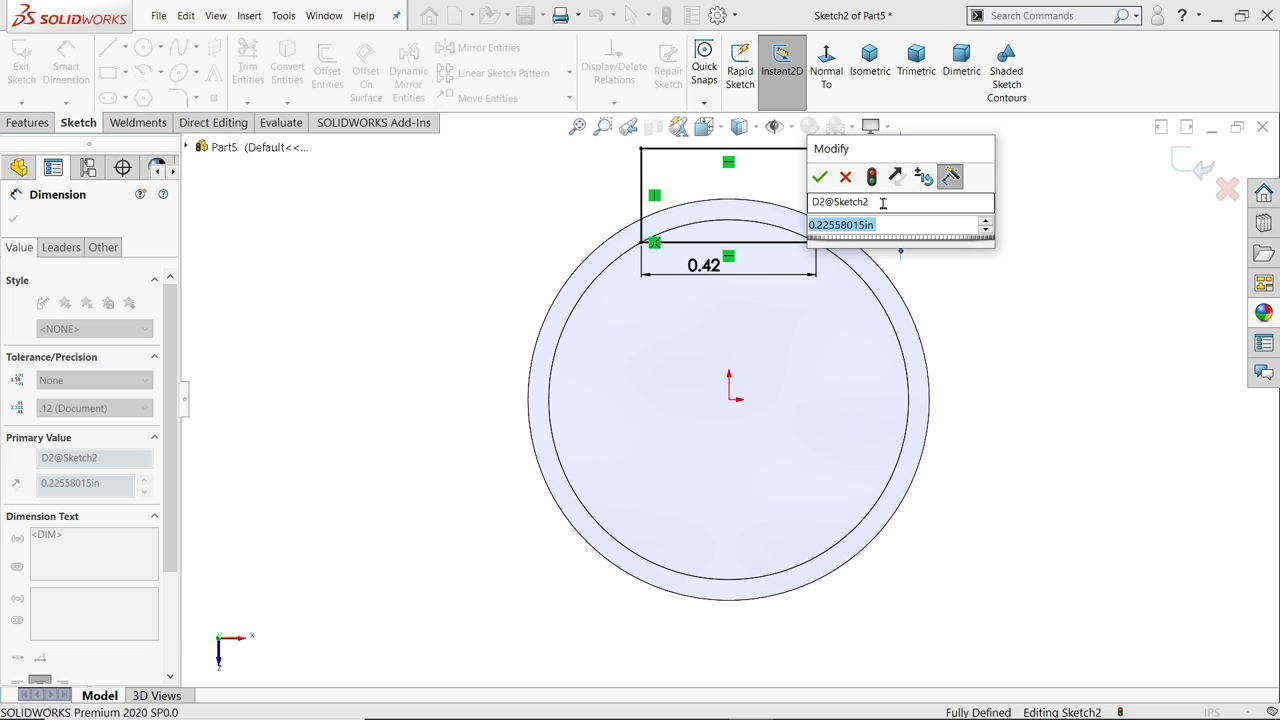 SOLIDWORKS
File Edit View Insert Tools Window Help
Sketch2 of Part5 *
Search Commands
Exit Sketch
Smart Dimension
Trim Entities
Convert Entities
Offset Entities
Offset On Surface
Dynamic Mirror Entities
Mirror Entities
Linear Sketch Pattern
Move Entities
Display/Delete Relations
Repair Sketch
Quick Snaps
Rapid Sketch
Instant2D
Normal To
Isometric
Trimetric
Dimetric
Shaded Sketch Contours
Features Sketch Weldments Direct Editing Evaluate SOLIDWORKS Add-Ins
Part5 (Default<<...
Modify
D2@Sketch2
0.22558015in
0.42
Dimension
Value Leaders Other
Style
<NONE>
Tolerance/Precision
None
.12 (Document)
Primary Value
D2@Sketch2
0.22558015in
Dimension Text
<DIM>
x
z
Model 3D Views
SOLIDWORKS Premium 2020 SP0.0
Fully Defined Editing Sketch2 IPS